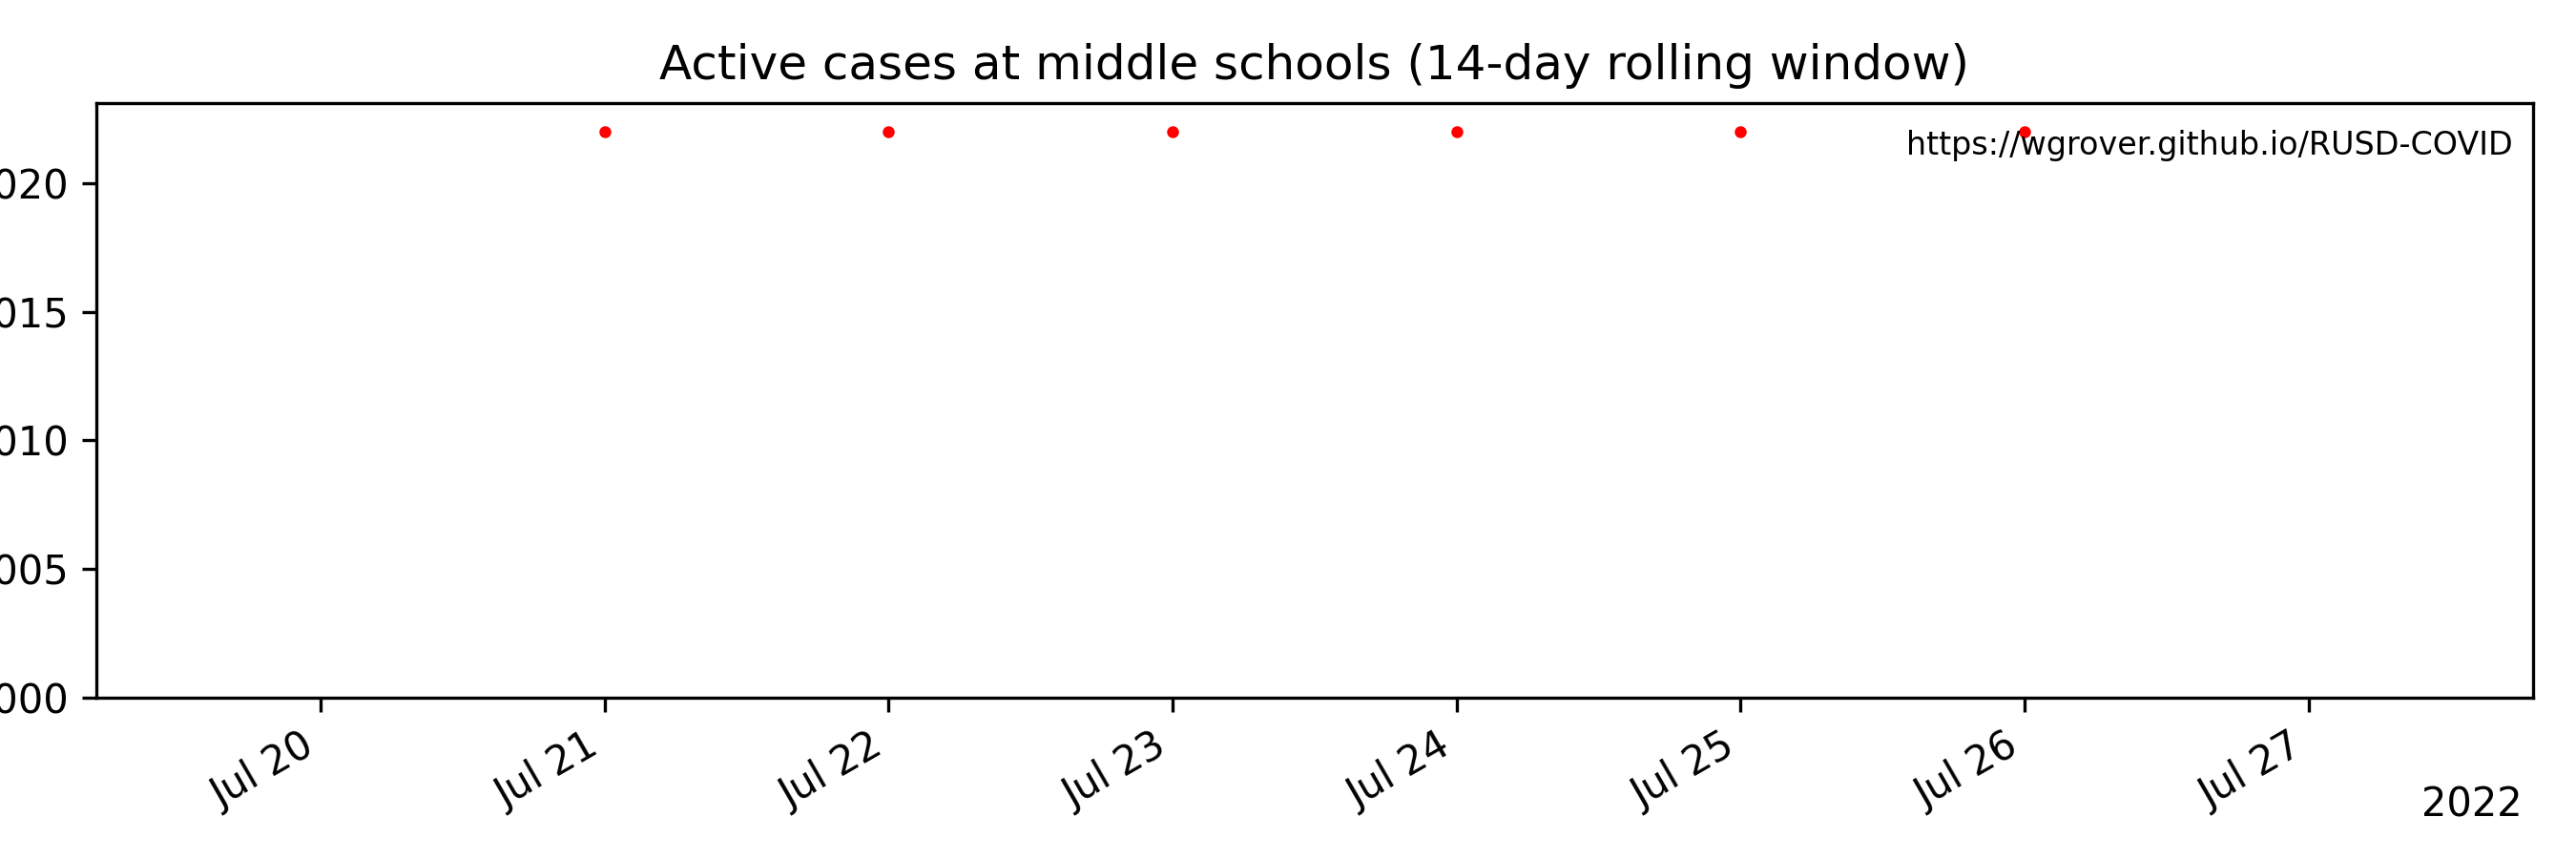 Active cases at middle schools (14-day rolling window)
https://wgrover.github.io/RUSD-COVID
020
015
010
005
000
Jul 20 Jul 21 Jul 22 Jul 23 Jul 24 Jul 25 Jul 26 Jul 27
2022